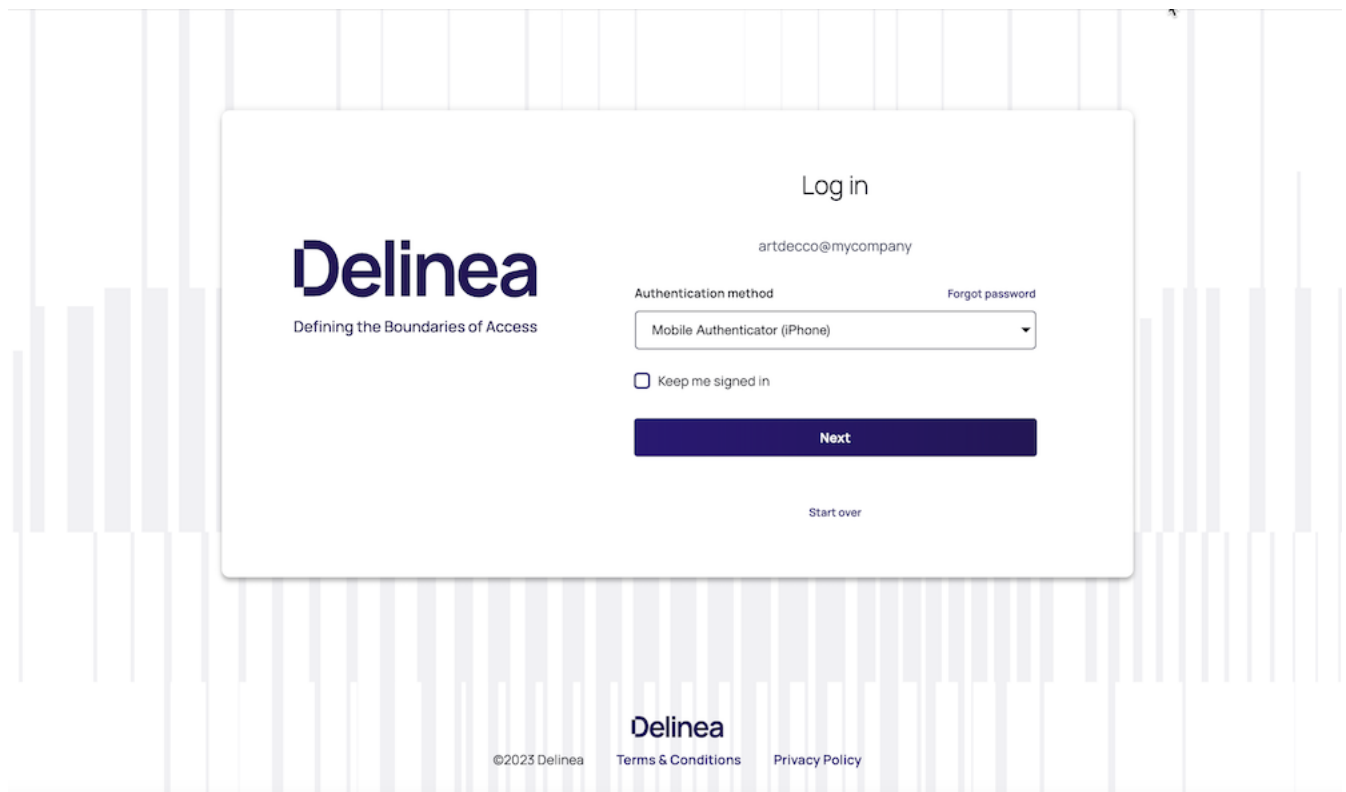 Delinea
Defining the Boundaries of Access
Log in
artdecco@mycompany
Authentication method
Forgot password
Mobile Authenticator (iPhone)
Keep me signed in
Next
Start over
Delinea
©2023 Delinea
Terms & Conditions
Privacy Policy